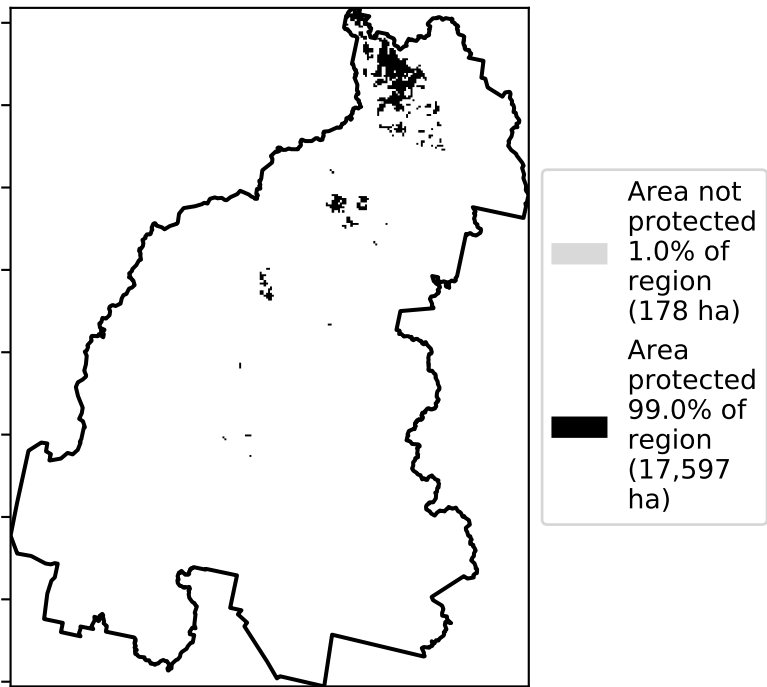 Area not
protected
1.0% of
region
(178 ha)
Area
protected
99.0% of
region
(17,597
ha)